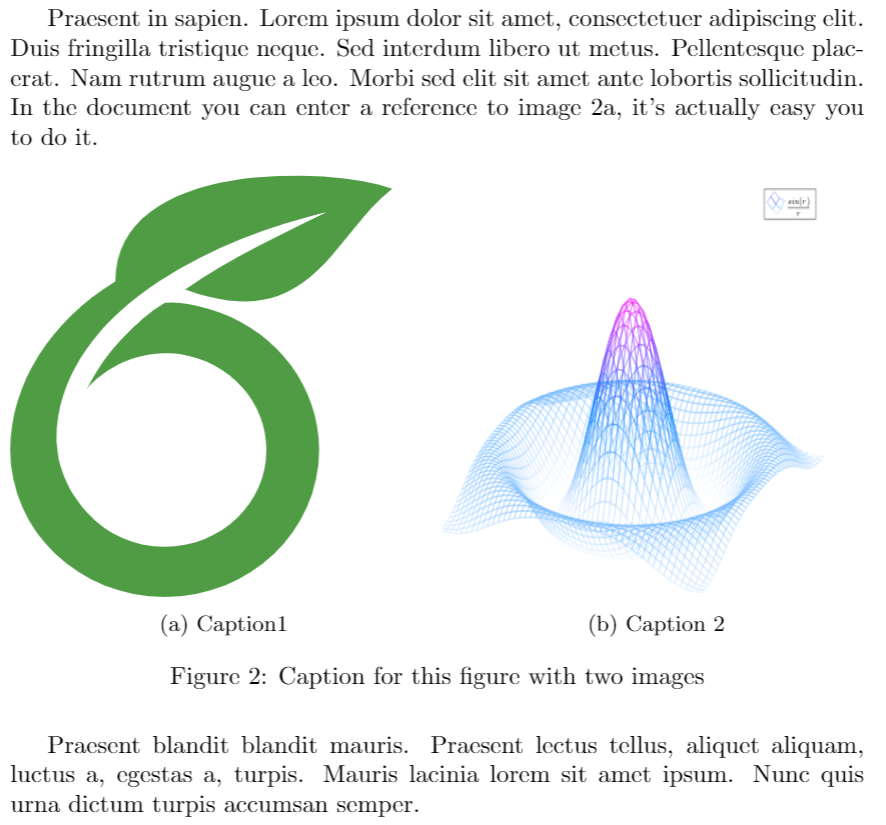 Praesent in sapien. Lorem ipsum dolor sit amet, consectetuer adipiscing elit.
Duis fringilla tristique neque. Sed interdum libero ut metus. Pellentesque plac-
erat. Nam rutrum augue a leo. Morbi sed elit sit amet ante lobortis sollicitudin.
In the document you can enter a reference to image 2a, it's actually easy you
to do it.
sin(r)
r
(a) Caption1
(b) Caption 2
Figure 2: Caption for this figure with two images
Praesent blandit blandit mauris. Praesent lectus tellus, aliquet aliquam,
luctus a, egestas a, turpis. Mauris lacinia lorem sit amet ipsum. Nunc quis
urna dictum turpis accumsan semper.